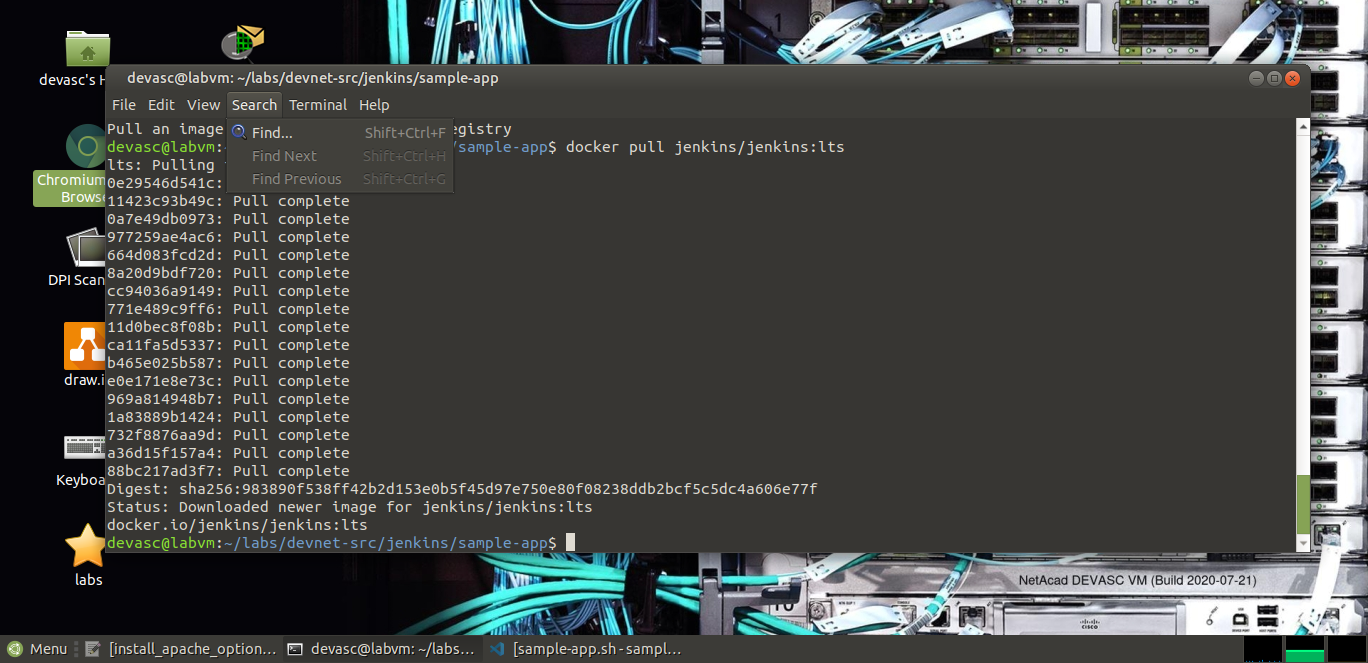 devasc's H
Chromium
Browse
DPI Scan
draw.i
Keyboa
labs
devasc@labvm: ~/labs/devnet-src/jenkins/sample-app
File Edit View Search Terminal Help
Find... Shift+Ctrl+F
Find Next Shift+Ctrl+H
Find Previous Shift+Ctrl+G
Pull an image egistry
devasc@labvm: /sample-app$ docker pull jenkins/jenkins:lts
lts: Pulling
0e29546d541c:
11423c93b49c: Pull complete
0a7e49db0973: Pull complete
977259ae4ac6: Pull complete
664d083fcd2d: Pull complete
8a20d9bdf720: Pull complete
cc94036a9149: Pull complete
771e489c9ff6: Pull complete
11d0bec8f08b: Pull complete
ca11fa5d5337: Pull complete
b465e025b587: Pull complete
e0e171e8e73c: Pull complete
969a814948b7: Pull complete
1a83889b1424: Pull complete
732f8876aa9d: Pull complete
a36d15f157a4: Pull complete
88bc217ad3f7: Pull complete
Digest: sha256:983890f538ff42b2d153e0b5f45d97e750e80f08238ddb2bcf5c5dc4a606e77f
Status: Downloaded newer image for jenkins/jenkins:lts
docker.io/jenkins/jenkins:lts
devasc@labvm:~/labs/devnet-src/jenkins/sample-app$
NetAcad DEVASC VM (Build 2020-07-21)
CISCO
Menu [install_apache_option... devasc@labvm: ~/labs... [sample-app.sh - sampl...